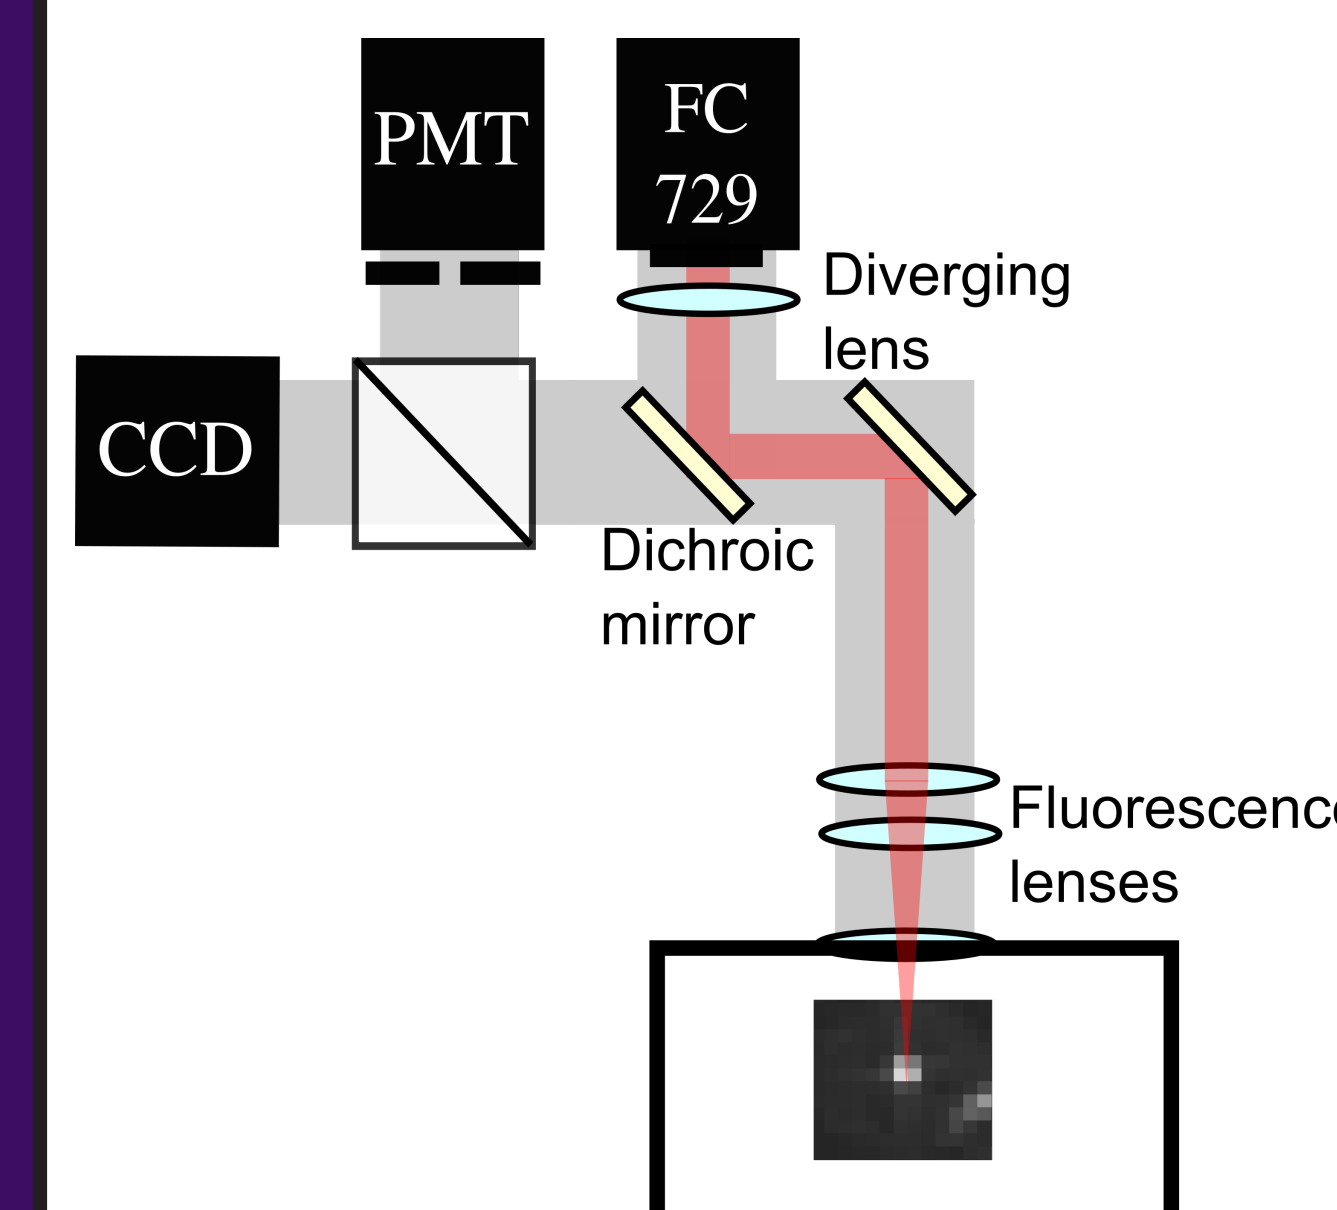 PMT
FC
729
Diverging
lens
CCD
Dichroic
mirror
Fluorescenc
lenses